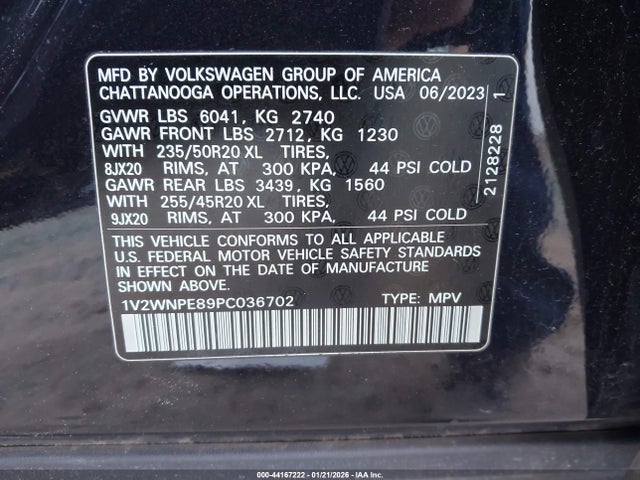 MFD BY VOLKSWAGEN GROUP OF AMERICA
CHATTANOOGA OPERATIONS, LLC. USA 06/2023
GVWR LBS 6041, KG 2740
GAWR FRONT LBS 2712, KG 1230
WITH 235/50R20 XL TIRES,
8JX20 RIMS, AT 300 KPA, 44 PSI COLD
GAWR REAR LBS 3439, KG 1560
WITH 255/45R20 XL TIRES,
9JX20 RIMS, AT 300 KPA, 44 PSI COLD
THIS VEHICLE CONFORMS TO ALL APPLICABLE
U.S. FEDERAL MOTOR VEHICLE SAFETY STANDARDS
IN EFFECT ON THE DATE OF MANUFACTURE
SHOWN ABOVE.
1V2WNPE89PC036702 TYPE: MPV
2128228 1
000-44167222 - 01/21/2026 - IAA Corp.